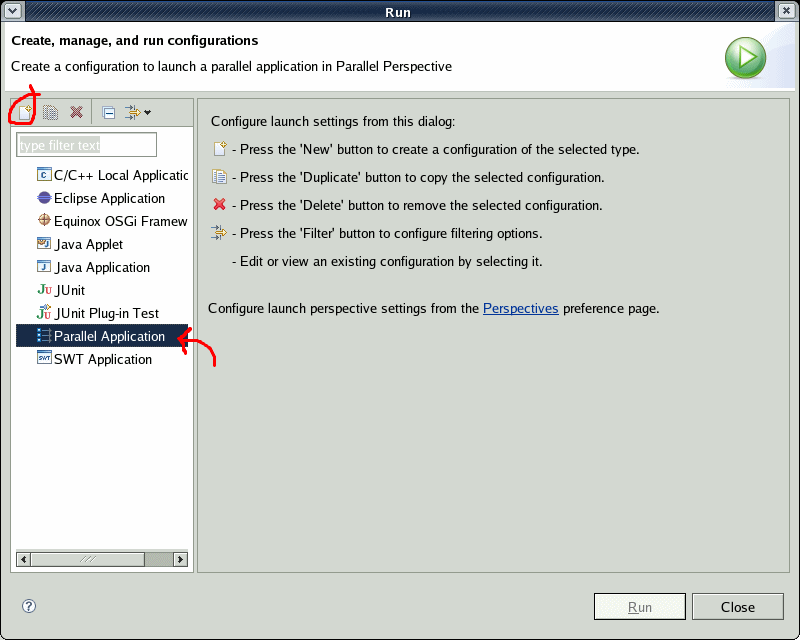 Run
Create, manage, and run configurations
Create a configuration to launch a parallel application in Parallel Perspective
type filter text
C/C++ Local Applicatic
Eclipse Application
Equinox OSGi Framew
Java Applet
Java Application
JUnit
JUnit Plug-in Test
Parallel Application
SWT Application
Configure launch settings from this dialog:
- Press the 'New' button to create a configuration of the selected type.
- Press the 'Duplicate' button to copy the selected configuration.
- Press the 'Delete' button to remove the selected configuration.
- Press the 'Filter' button to configure filtering options.
- Edit or view an existing configuration by selecting it.
Configure launch perspective settings from the Perspectives preference page.
Run
Close